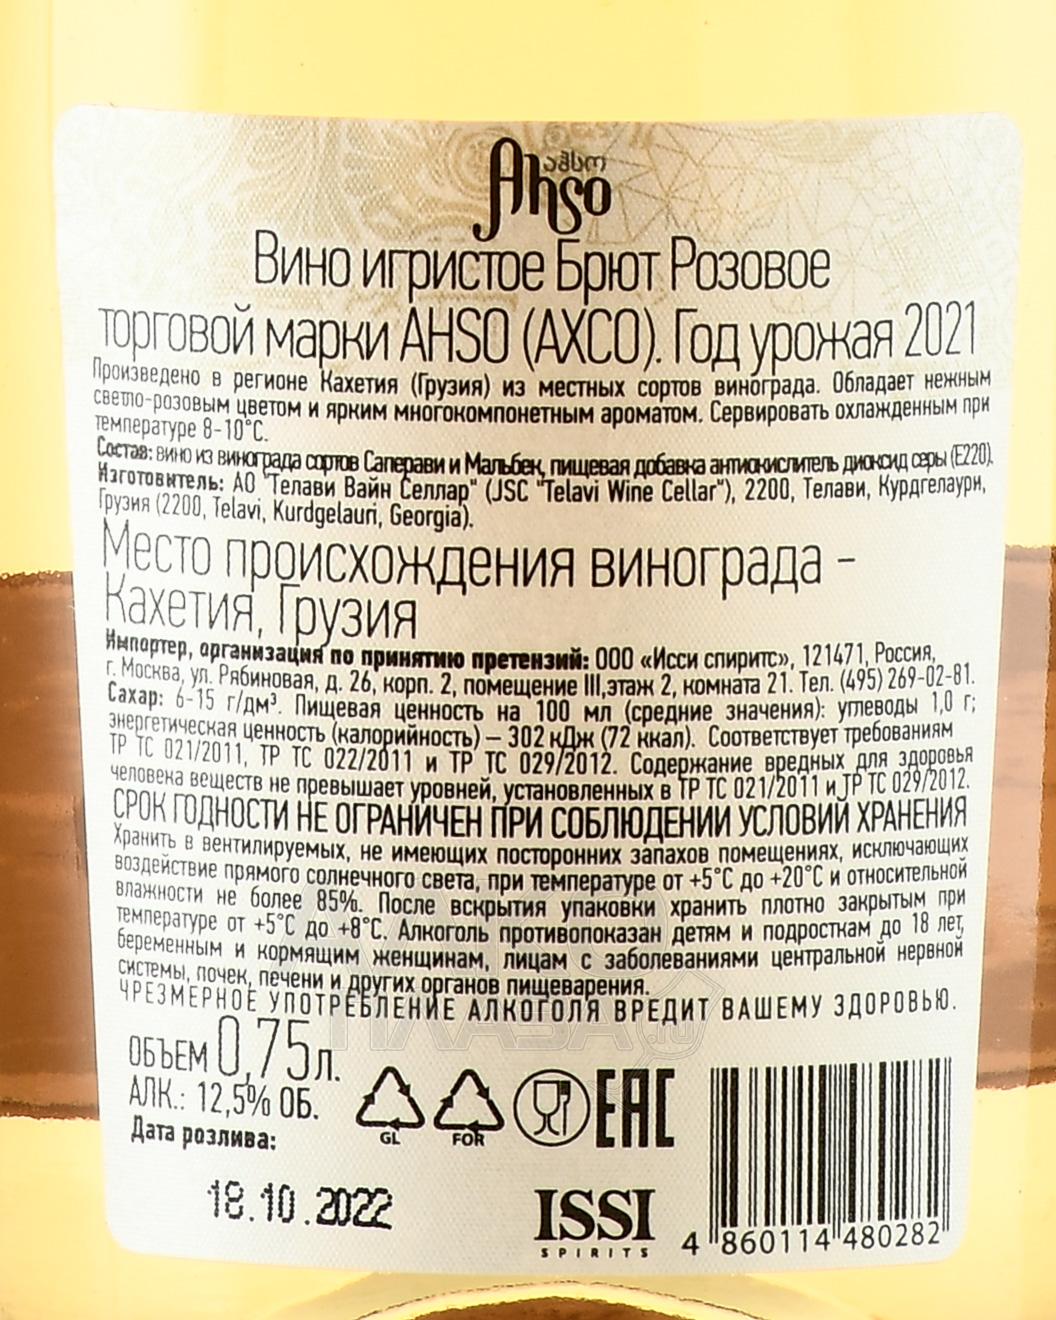 აჰსო
Ahso
Вино игристое Брют Розовое
торговой марки AHSO (АХСО). Год урожая 2021
Произведено в регионе Кахетия (Грузия) из местных сортов винограда. Обладает нежным
светло-розовым цветом и ярким многокомпонетным ароматом. Сервировать охлажденным при
температуре 8-10°С.
Состав: вино из винограда сортов Саперави и Мальбек, пищевая добавка антиокислитель диоксид серы (Е220).
Изготовитель: АО "Телави Вайн Селлар" (JSC "Telavi Wine Cellar"), 2200, Телави, Курдгелаури,
Грузия (2200, Telavi, Kurdgelauri, Georgia).
Место происхождения винограда -
Кахетия, Грузия
Импортер, организация по принятию претензий: ООО «Исси спиритс», 121471, Россия,
г. Москва, ул. Рябиновая, д. 26, корп. 2, помещение III,этаж 2, комната 21. Тел. (495) 269-02-81.
Сахар: 6-15 г/дм³. Пищевая ценность на 100 мл (средние значения): углеводы 1,0 г;
энергетическая ценность (калорийность) – 302 кДж (72 ккал). Соответствует требованиям
ТР ТС 021/2011, ТР ТС 022/2011 и ТР ТС 029/2012. Содержание вредных для здоровья
человека веществ не превышает уровней, установленных в ТР ТС 021/2011 и ТР ТС 029/2012.
СРОК ГОДНОСТИ НЕ ОГРАНИЧЕН ПРИ СОБЛЮДЕНИИ УСЛОВИЙ ХРАНЕНИЯ
Хранить в вентилируемых, не имеющих посторонних запахов помещениях, исключающих
воздействие прямого солнечного света, при температуре от +5°С до +20°С и относительной
влажности не более 85%. После вскрытия упаковки хранить плотно закрытым при
температуре от +5°С до +8°С. Алкоголь противопоказан детям и подросткам до 18 лет,
беременным и кормящим женщинам, лицам с заболеваниями центральной нервной
системы, почек, печени и других органов пищеварения.
ЧРЕЗМЕРНОЕ УПОТРЕБЛЕНИЕ АЛКОГОЛЯ ВРЕДИТ ВАШЕМУ ЗДОРОВЬЮ.
ОБЪЕМ 0,75л.
АЛК.: 12,5% ОБ.
GL FOR EAC
Дата розлива:
18.10.2022
ISSI
SPIRITS
4 860114 480282